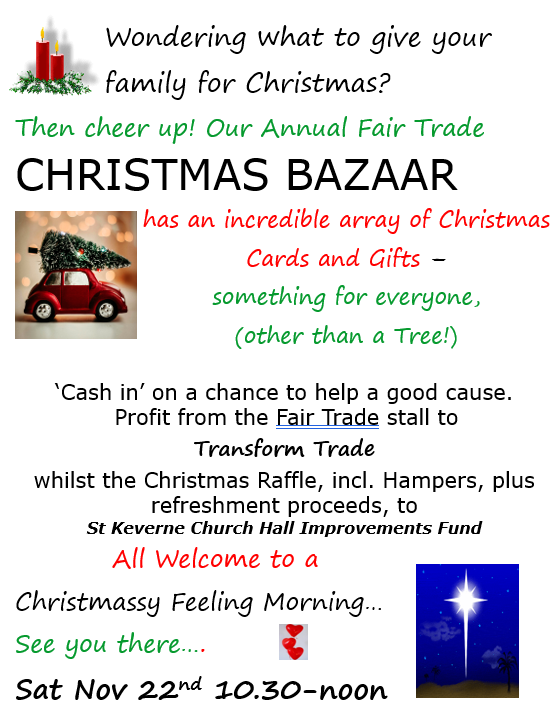 Wondering what to give your
family for Christmas?
Then cheer up! Our Annual Fair Trade
CHRISTMAS BAZAAR
has an incredible array of Christmas
Cards and Gifts –
something for everyone,
(other than a Tree!)
‘Cash in’ on a chance to help a good cause.
Profit from the Fair Trade stall to
Transform Trade
whilst the Christmas Raffle, incl. Hampers, plus
refreshment proceeds, to
St Keverne Church Hall Improvements Fund
All Welcome to a
Christmassy Feeling Morning…
See you there….
Sat Nov 22nd 10.30-noon